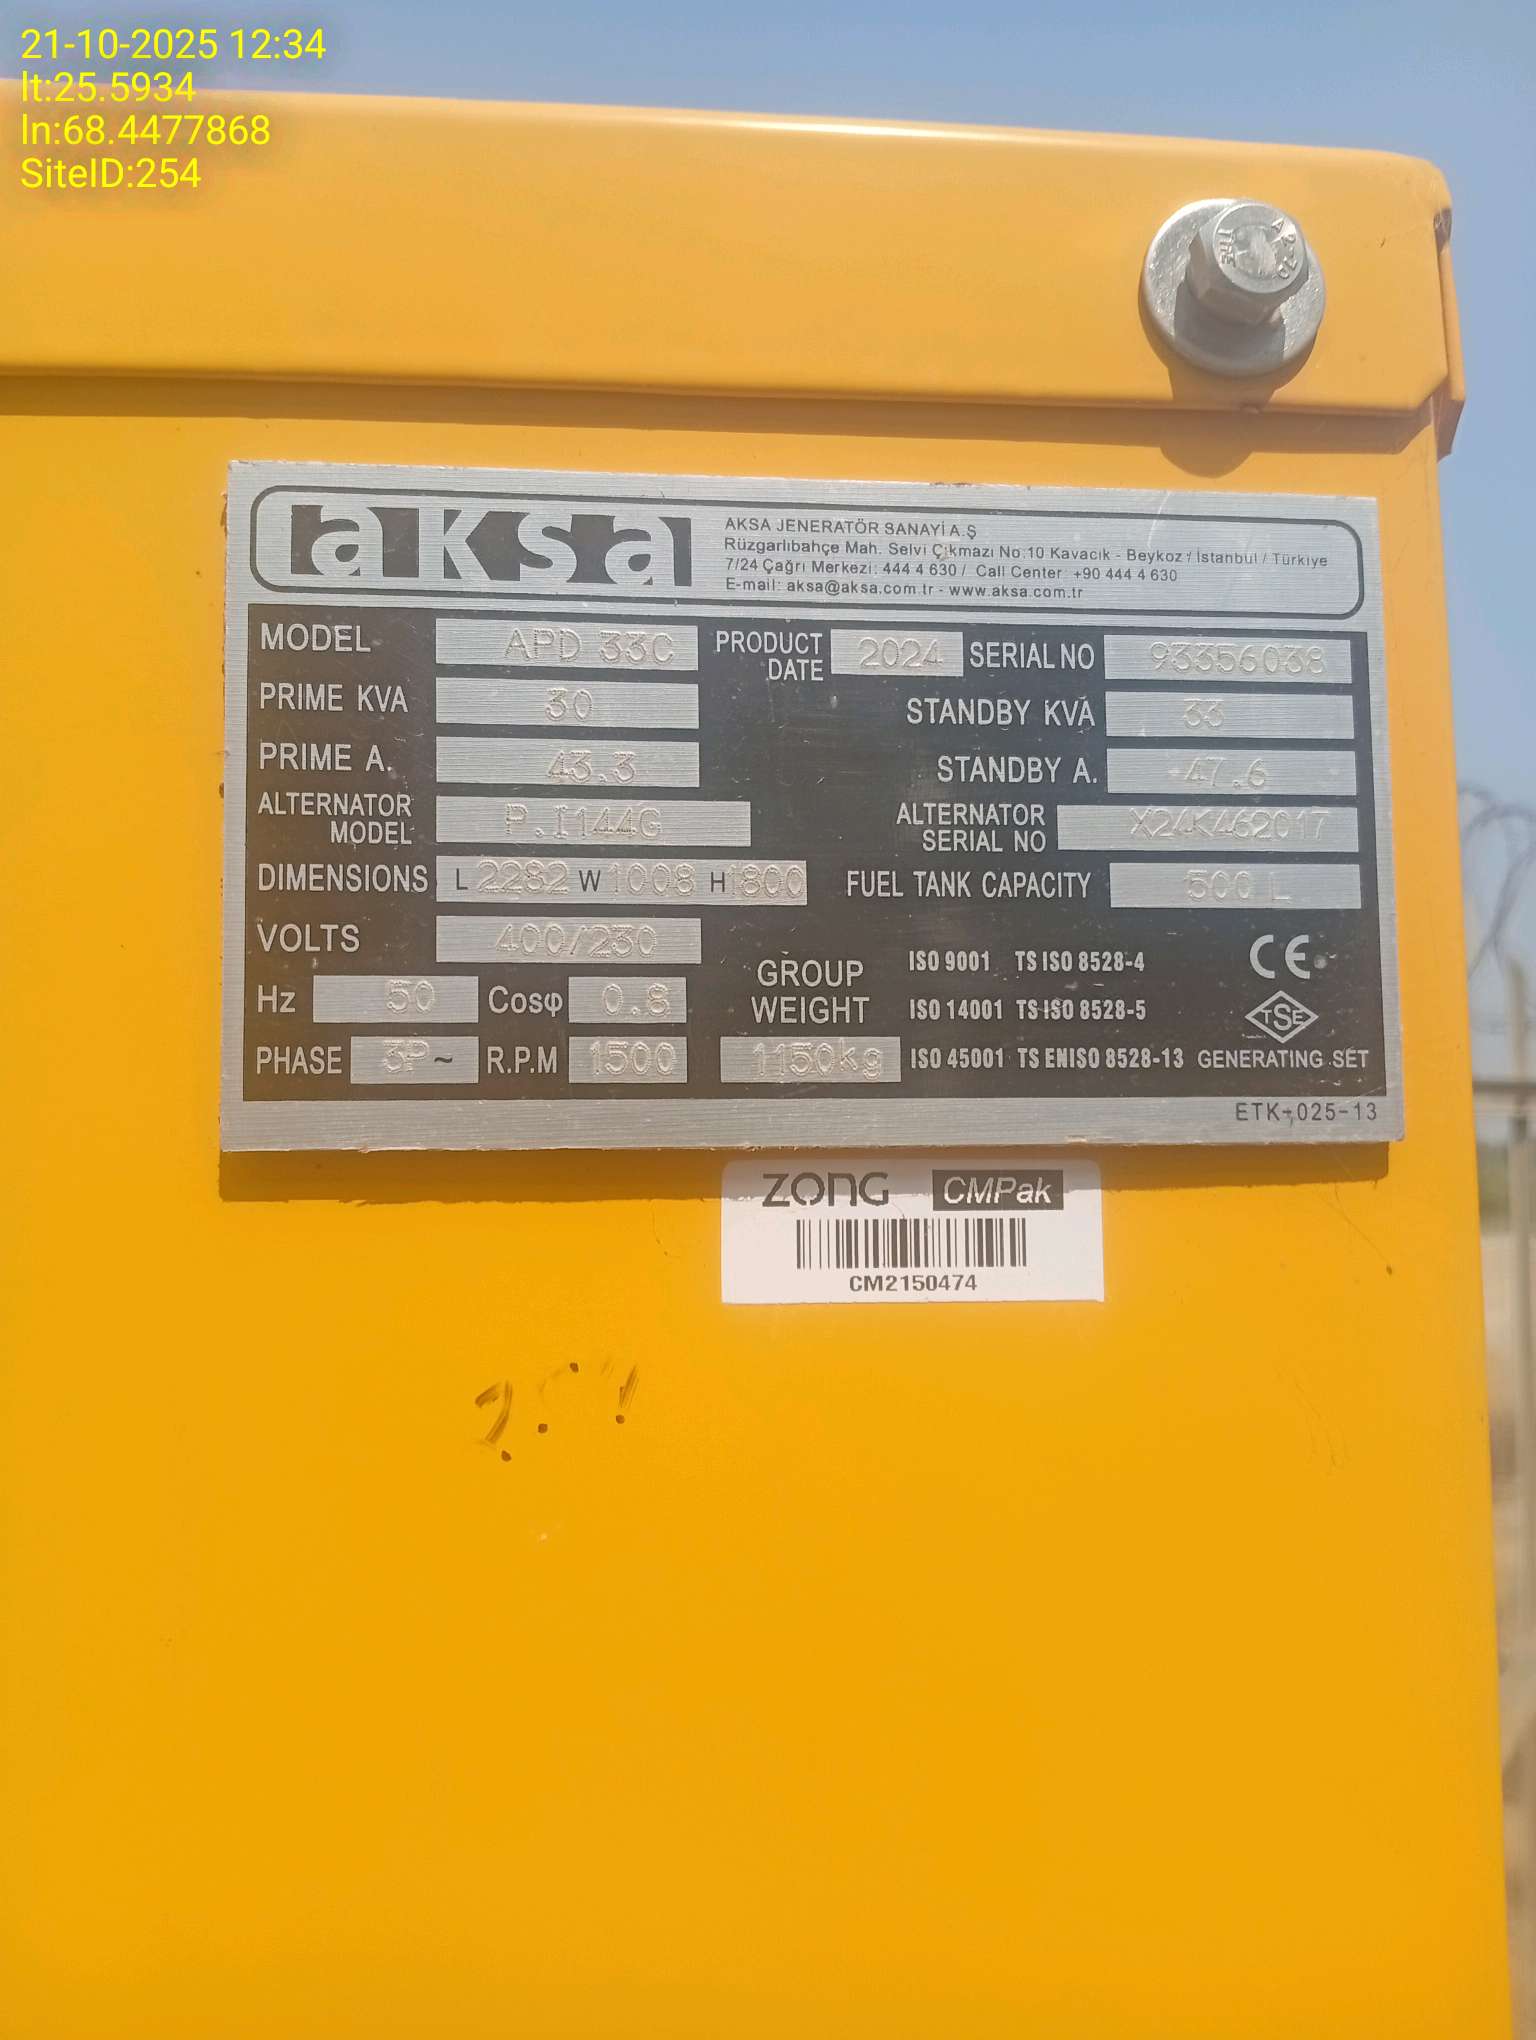 21-10-2025 12:34
lt:25.5934
ln:68.4477868
SiteID:254
A2-70
THE
aksa
AKSA JENERATÖR SANAYİ A.Ş
Rüzgarlıbahçe Mah. Selvi Çıkmazı No:10 Kavacık - Beykoz / İstanbul / Türkiye
7/24 Çağrı Merkezi: 444 4 630 / Call Center: +90 444 4 630
E-mail: aksa@aksa.com.tr - www.aksa.com.tr
MODEL APD 33C PRODUCT DATE 2024 SERIAL NO 93356038
PRIME KVA 30 STANDBY KVA 33
PRIME A. 43.3 STANDBY A. 47.6
ALTERNATOR MODEL P.I144G ALTERNATOR SERIAL NO X24K462017
DIMENSIONS L 2282 W 1008 H 1800 FUEL TANK CAPACITY 500 L
VOLTS 400/230
Hz 50 Cosφ 0.8 GROUP WEIGHT 1150kg
PHASE 3P~ R.P.M 1500
ISO 9001 TS ISO 8528-4 CE
ISO 14001 TS ISO 8528-5 TSE
ISO 45001 TS EN ISO 8528-13 GENERATING SET
ETK-025-13
ZONG CMPak
CM2150474